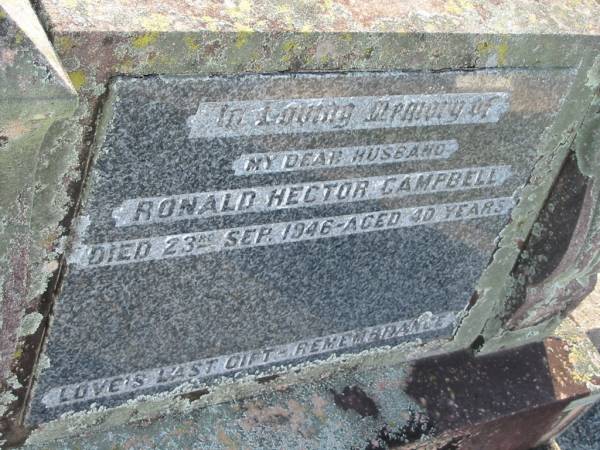 In Loving Memory of
MY DEAR HUSBAND
RONALD HECTOR CAMPBELL
DIED 23RD SEP. 1946 - AGED 40 YEARS
LOVE'S LAST GIFT - REMEMBRANCE